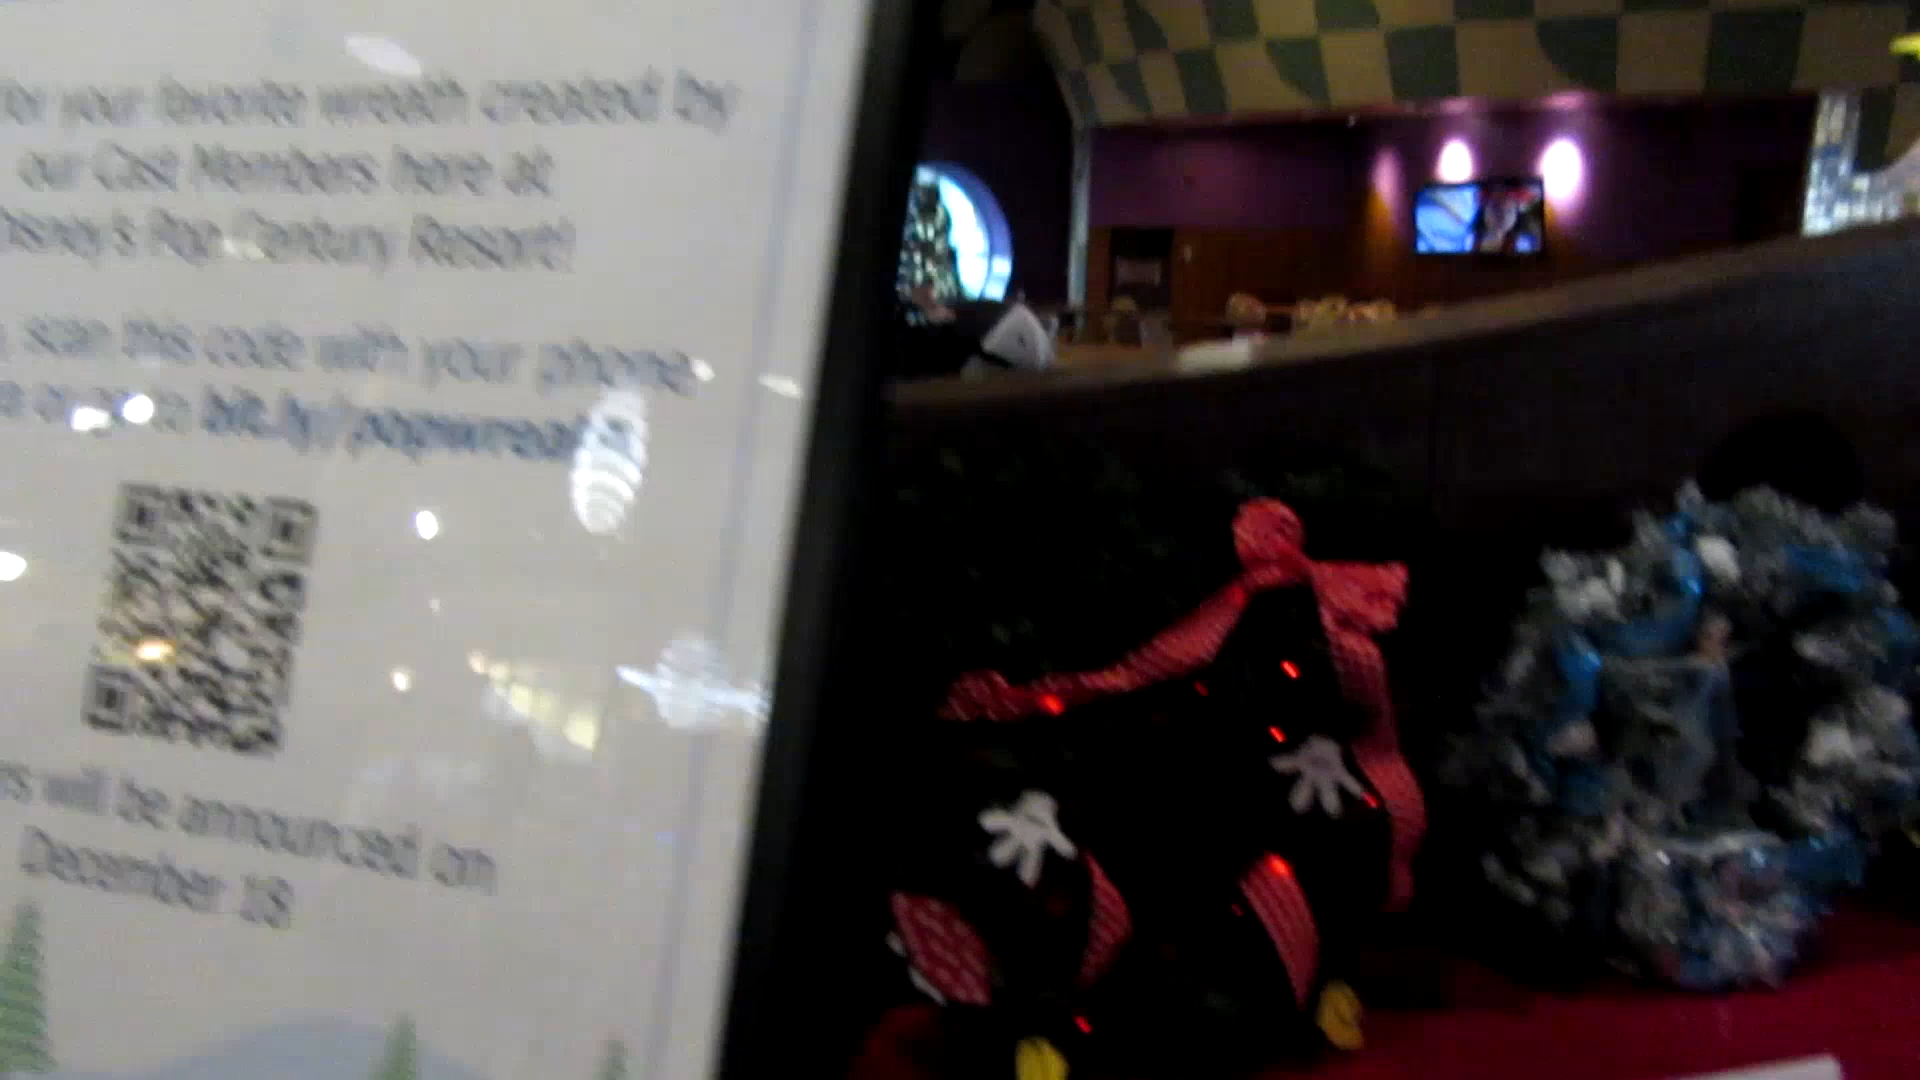 for your favorite wreath created by
our Cast Members here at
Disney's Pop Century Resort!
scan this code with your phone
bit.ly/popwreath
will be announced on
December 18